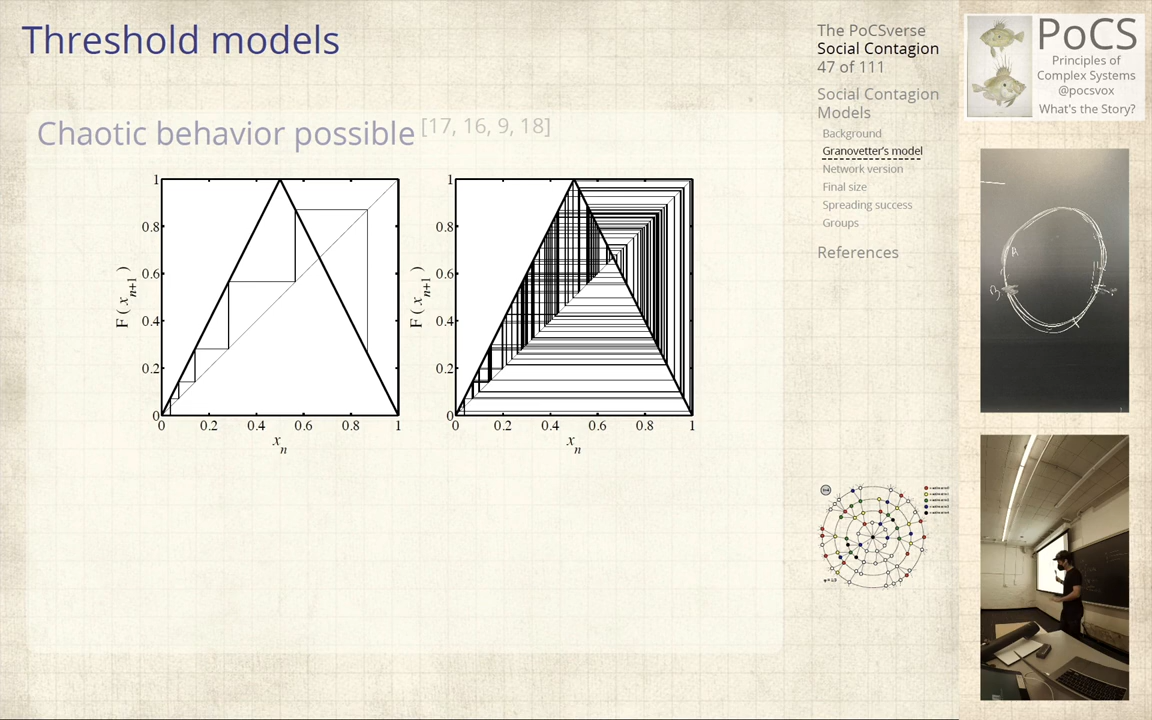 Threshold models
Chaotic behavior possible [17, 16, 9, 18]
1
0.8
0.6
0.4
0.2
0
F ( x n+1 )
0 0.2 0.4 0.6 0.8 1
x n
1
0.8
0.6
0.4
0.2
0
F ( x n+1 )
0 0.2 0.4 0.6 0.8 1
x n
The PoCSverse
Social Contagion
47 of 111
Social Contagion
Models
Background
Granovetter's model
Network version
Final size
Spreading success
Groups
References
PoCS
Principles of
Complex Systems
@pocsvox
What's the Story?